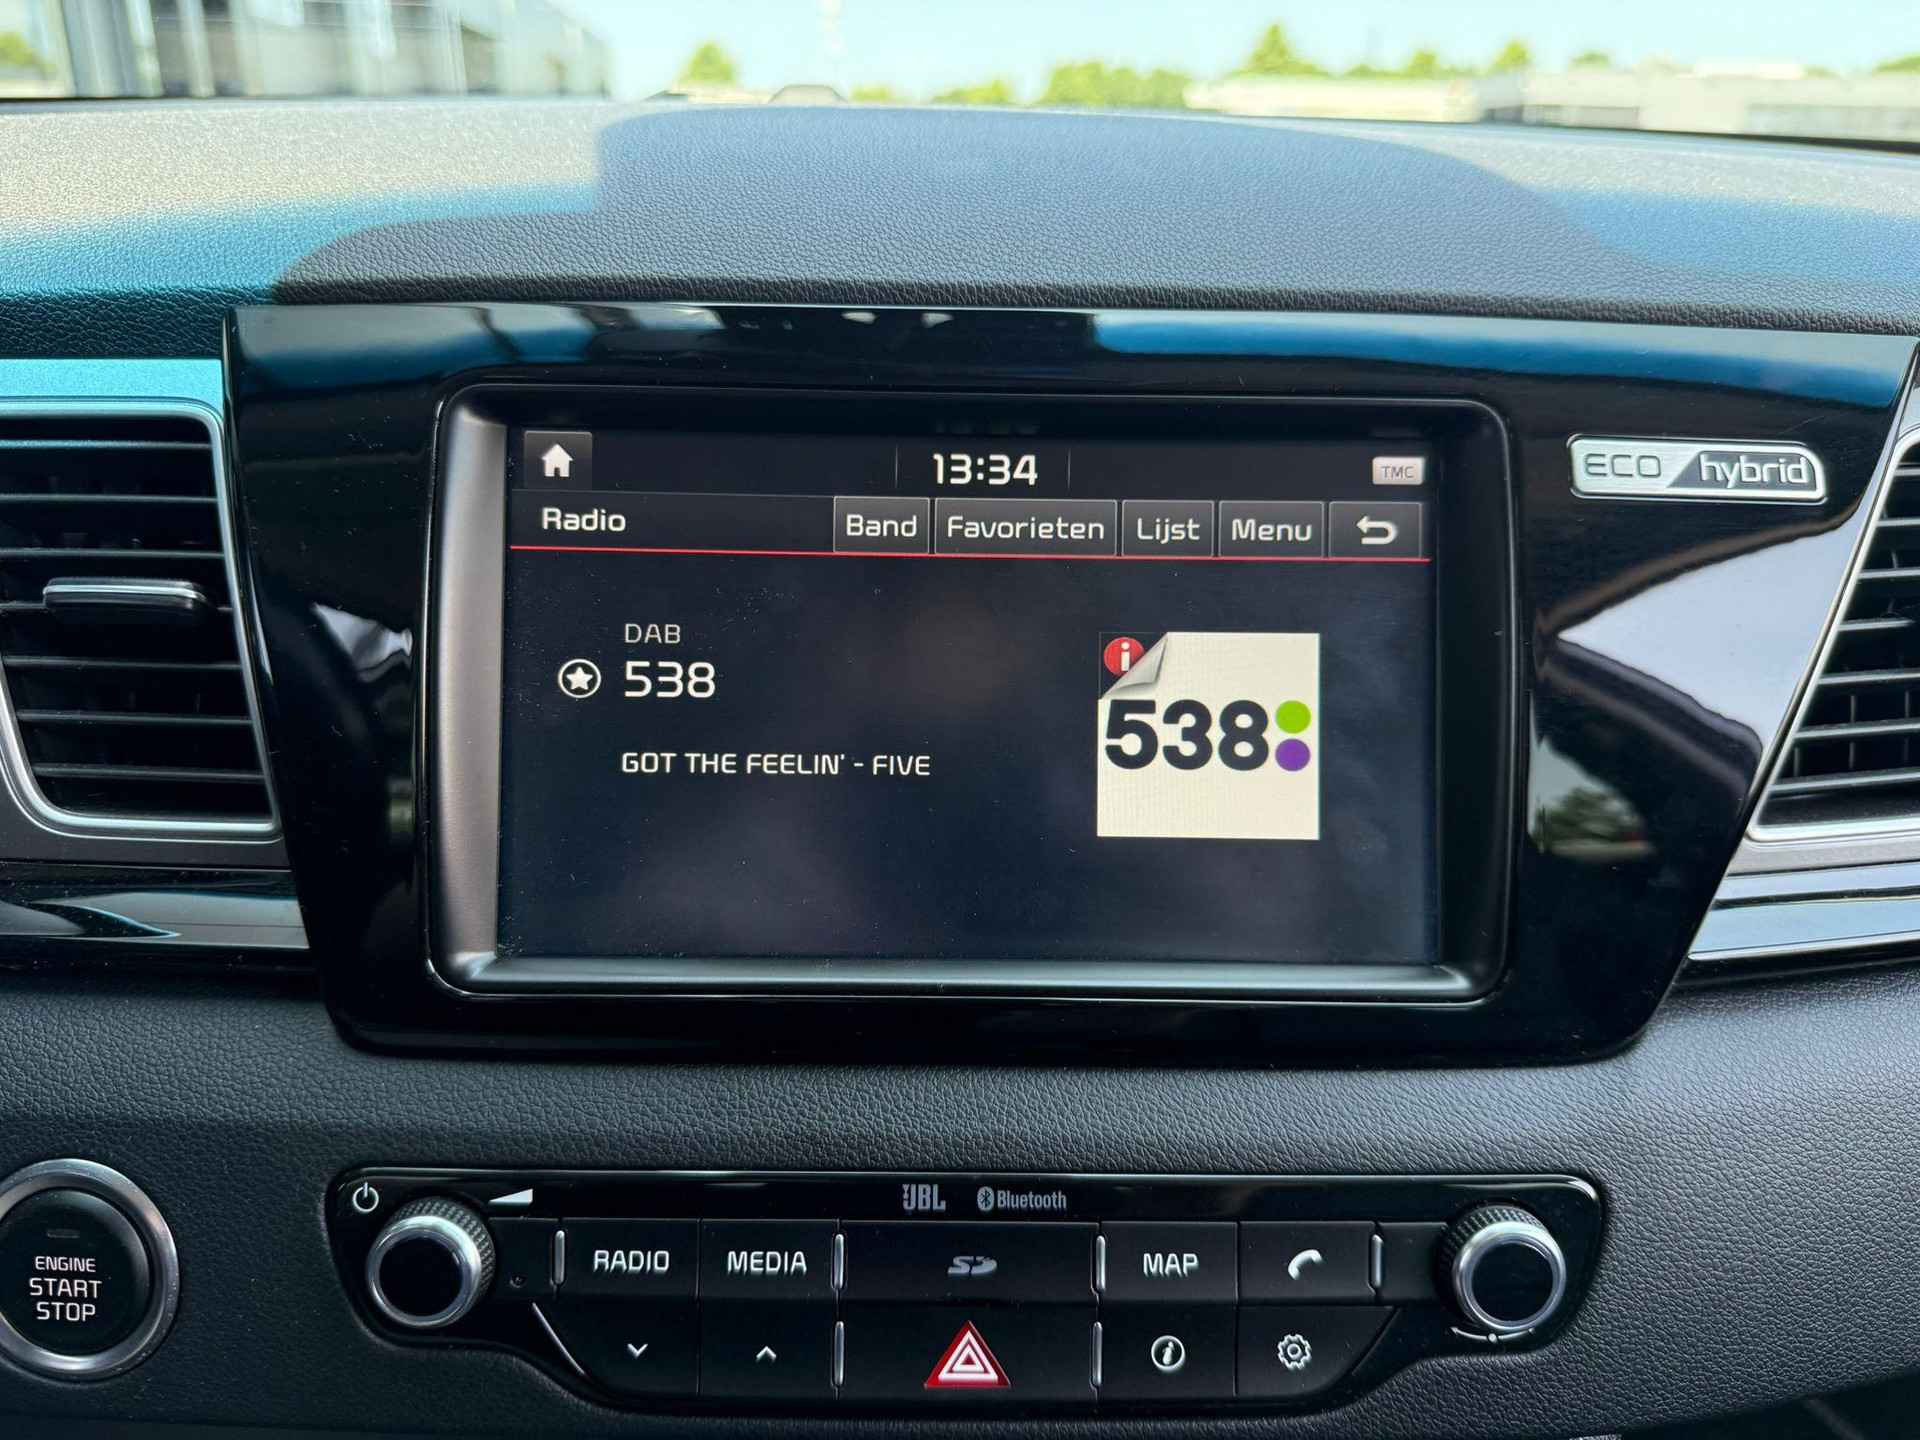 13:34
TMC
ECO hybrid
Radio
Band
Favorieten
Lijst
Menu
DAB
538
GOT THE FEELIN' - FIVE
i
538
JBL
Bluetooth
RADIO
MEDIA
SD
MAP
ENGINE
START
STOP
i